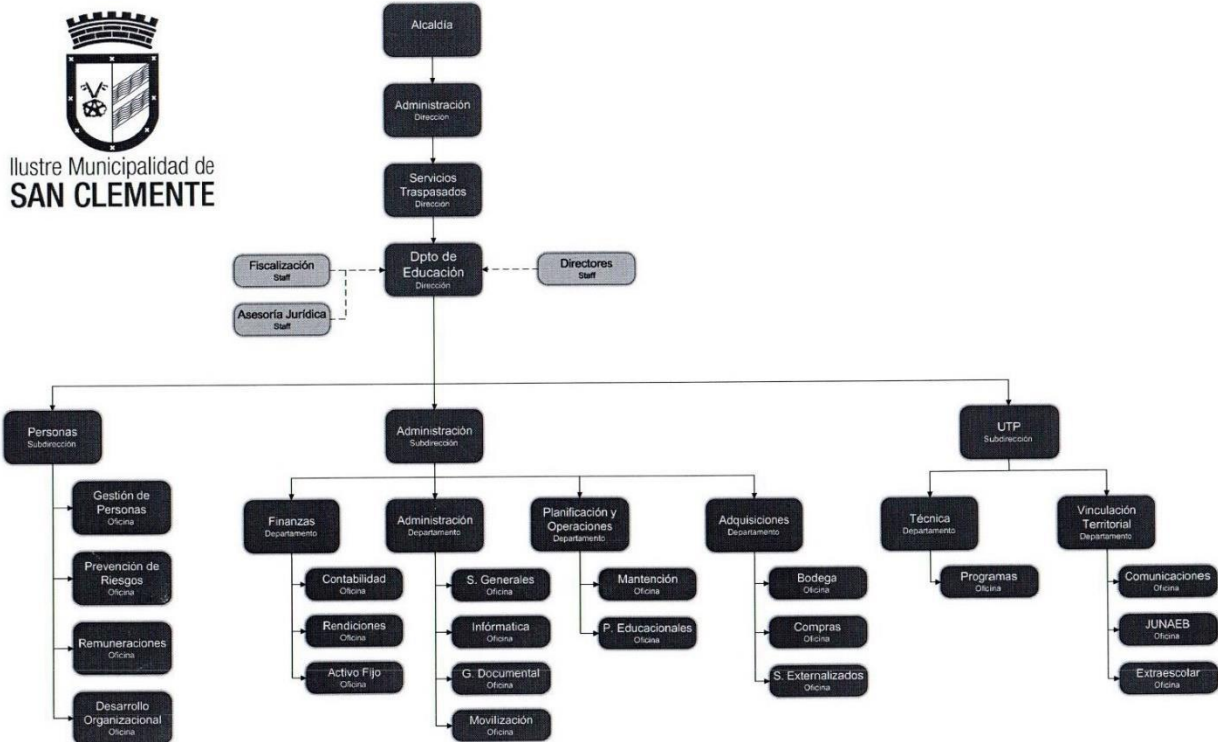 Ilustre Municipalidad de
SAN CLEMENTE
Alcaldía
Administración
Dirección
Servicios
Traspasados
Dirección
Dpto de
Educación
Dirección
Fiscalización
Staff
Asesoría Jurídica
Staff
Directores
Staff
Personas
Subdirección
Gestión de
Personas
Oficina
Prevención de
Riesgos
Oficina
Remuneraciones
Oficina
Desarrollo
Organizacional
Oficina
Administración
Subdirección
Finanzas
Departamento
Contabilidad
Oficina
Rendiciones
Oficina
Activo Fijo
Oficina
Administración
Departamento
S. Generales
Oficina
Infórmatica
Oficina
G. Documental
Oficina
Movilización
Oficina
Planificación y
Operaciones
Departamento
Mantención
Oficina
P. Educacionales
Oficina
Adquisiciones
Departamento
Bodega
Oficina
Compras
Oficina
S. Externalizados
Oficina
UTP
Subdirección
Técnica
Departamento
Programas
Oficina
Vinculación
Territorial
Departamento
Comunicaciones
Oficina
JUNAEB
Oficina
Extraescolar
Oficina